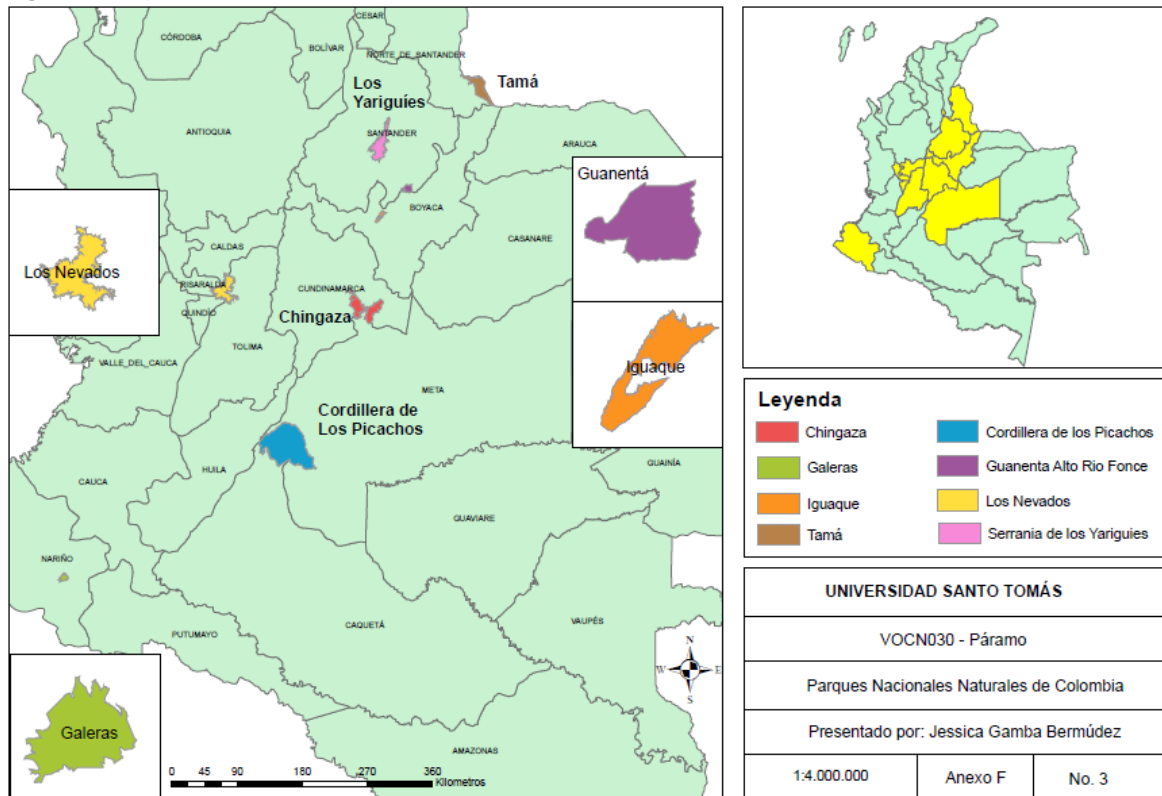 CESAR
CÓRDOBA
BOLÍVAR
NORTE_DE_SANTANDER
Tamá
Los
Yariguíes
ANTIOQUIA
SANTANDER
ARAUCA
Guanentá
BOYACA
CASANARE
CALDAS
Los Nevados
RISARALDA
CUNDINAMARCA
QUINDÍO
Chingaza
TOLIMA
VALLE_DEL_CAUCA
Iguaque
META
Cordillera de
Los Picachos
HUILA
GUAINÍA
CAUCA
GUAVIARE
NARIÑO
CAQUETÁ
VAUPÉS
PUTUMAYO
N
W E
S
Galeras
AMAZONAS
0 45 90 180 270 360
Kilometros
Leyenda
Chingaza
Cordillera de los Picachos
Galeras
Guanenta Alto Rio Fonce
Iguaque
Los Nevados
Tamá
Serrania de los Yariguies
UNIVERSIDAD SANTO TOMÁS
VOCN030 - Páramo
Parques Nacionales Naturales de Colombia
Presentado por: Jessica Gamba Bermúdez
1:4.000.000
Anexo F
No. 3